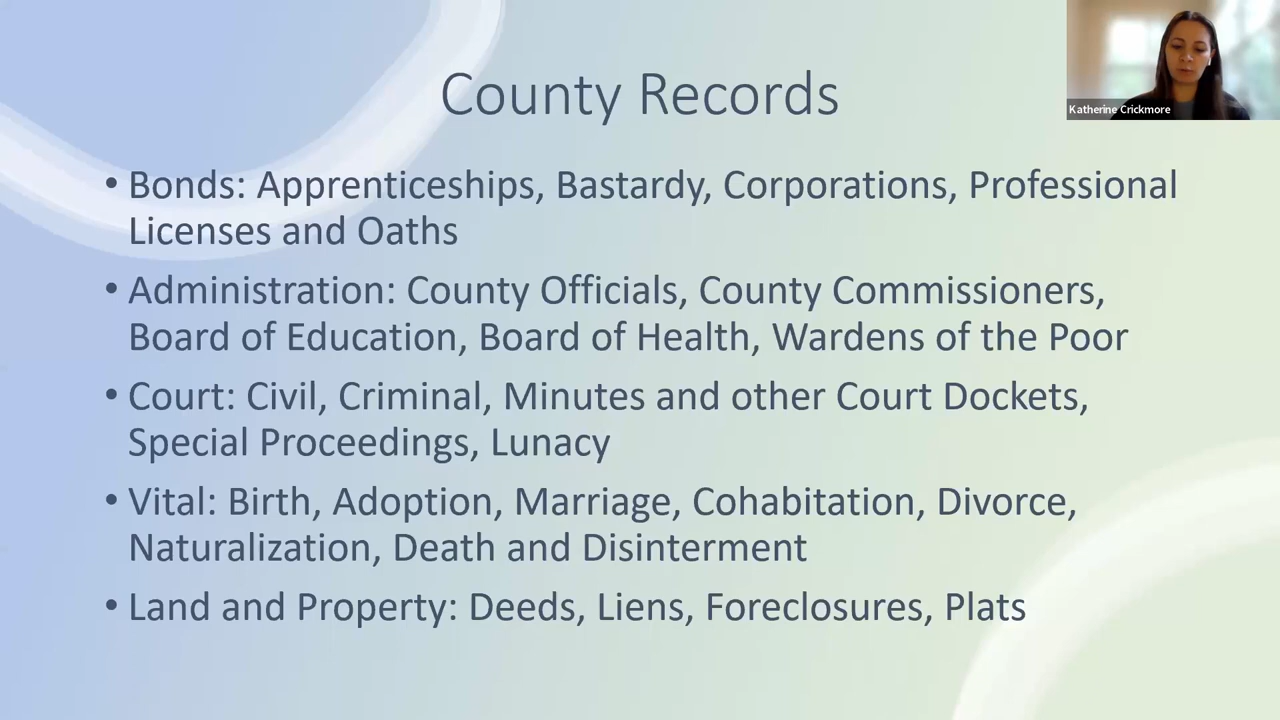 County Records
Katherine Crickmore
• Bonds: Apprenticeships, Bastardy, Corporations, Professional
Licenses and Oaths
• Administration: County Officials, County Commissioners,
Board of Education, Board of Health, Wardens of the Poor
• Court: Civil, Criminal, Minutes and other Court Dockets,
Special Proceedings, Lunacy
• Vital: Birth, Adoption, Marriage, Cohabitation, Divorce,
Naturalization, Death and Disinterment
• Land and Property: Deeds, Liens, Foreclosures, Plats